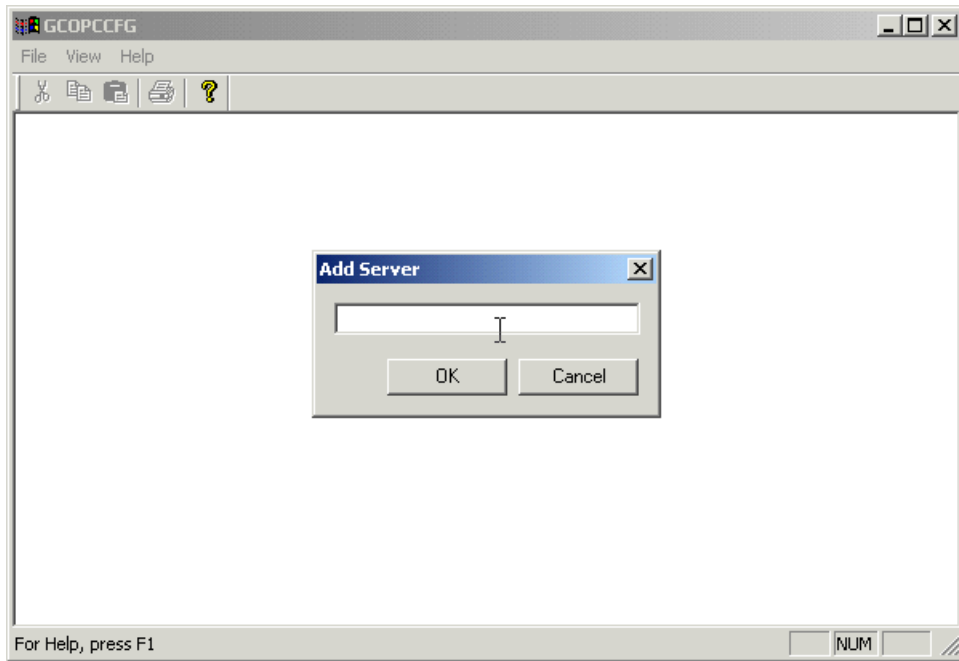 GCOPCCFG
File View Help
Add Server
OK Cancel
For Help, press F1
NUM